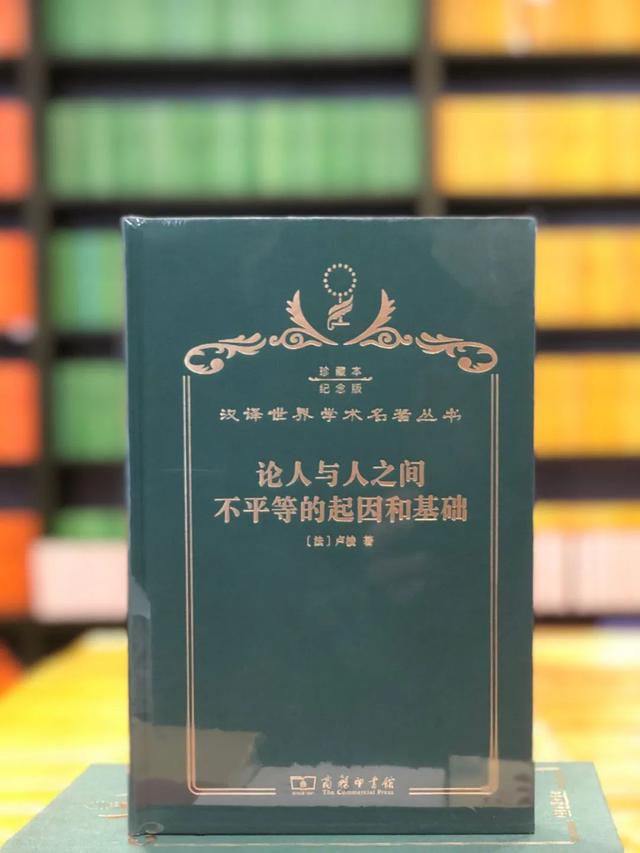 珍藏本
纪念版
汉译世界学术名著丛书
论人与人之间
不平等的起因和基础
〔法〕卢梭 著
商务印书馆
The Commercial Press